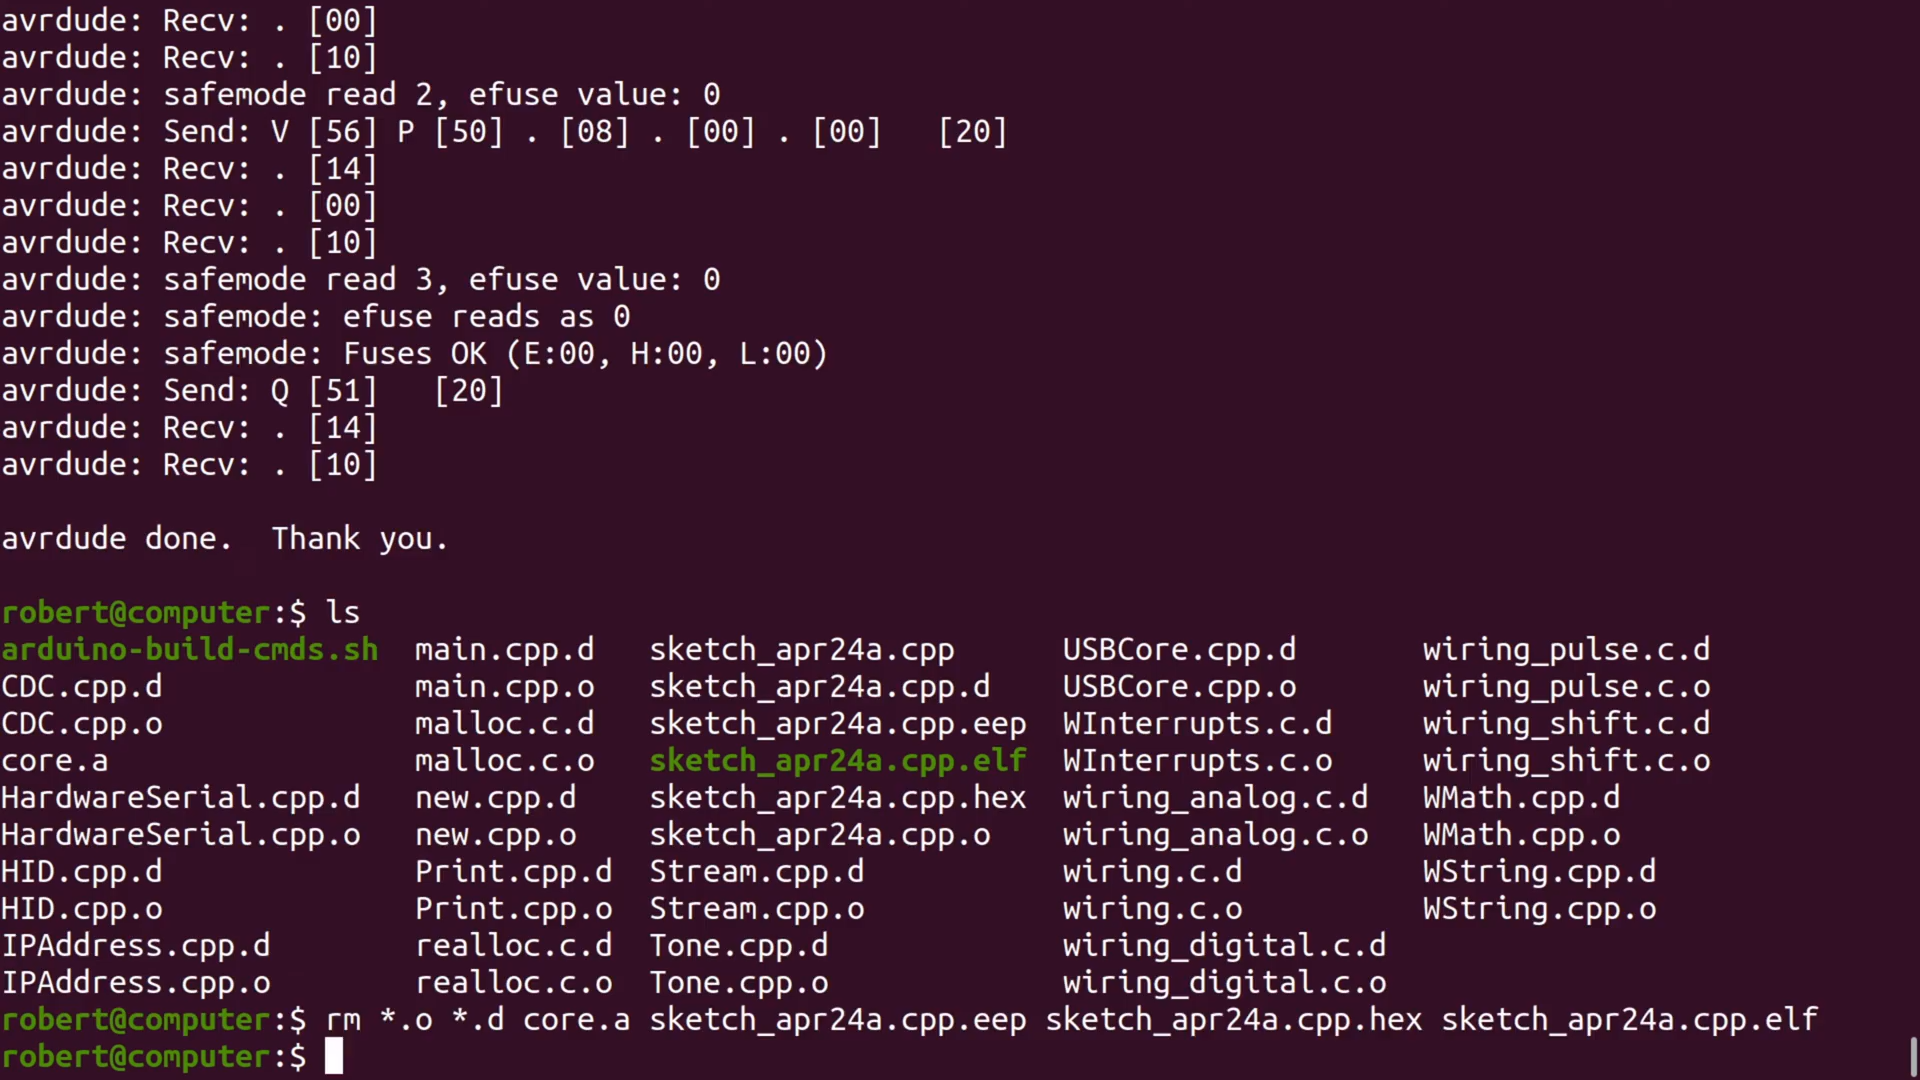 avrdude: Recv: . [00]
avrdude: Recv: . [10]
avrdude: safemode read 2, efuse value: 0
avrdude: Send: V [56] P [50] . [08] . [00] . [00]   [20]
avrdude: Recv: . [14]
avrdude: Recv: . [00]
avrdude: Recv: . [10]
avrdude: safemode read 3, efuse value: 0
avrdude: safemode: efuse reads as 0
avrdude: safemode: Fuses OK (E:00, H:00, L:00)
avrdude: Send: Q [51]   [20]
avrdude: Recv: . [14]
avrdude: Recv: . [10]
avrdude done.  Thank you.
robert@computer:$ ls
arduino-build-cmds.sh  main.cpp.d  sketch_apr24a.cpp  USBCore.cpp.d  wiring_pulse.c.d
CDC.cpp.d  main.cpp.o  sketch_apr24a.cpp.d  USBCore.cpp.o  wiring_pulse.c.o
CDC.cpp.o  malloc.c.d  sketch_apr24a.cpp.eep  WInterrupts.c.d  wiring_shift.c.d
core.a  malloc.c.o  sketch_apr24a.cpp.elf  WInterrupts.c.o  wiring_shift.c.o
HardwareSerial.cpp.d  new.cpp.d  sketch_apr24a.cpp.hex  wiring_analog.c.d  WMath.cpp.d
HardwareSerial.cpp.o  new.cpp.o  sketch_apr24a.cpp.o  wiring_analog.c.o  WMath.cpp.o
HID.cpp.d  Print.cpp.d  Stream.cpp.d  wiring.c.d  WString.cpp.d
HID.cpp.o  Print.cpp.o  Stream.cpp.o  wiring.c.o  WString.cpp.o
IPAddress.cpp.d  realloc.c.d  Tone.cpp.d  wiring_digital.c.d
IPAddress.cpp.o  realloc.c.o  Tone.cpp.o  wiring_digital.c.o
robert@computer:$ rm *.o *.d core.a sketch_apr24a.cpp.eep sketch_apr24a.cpp.hex sketch_apr24a.cpp.elf
robert@computer:$